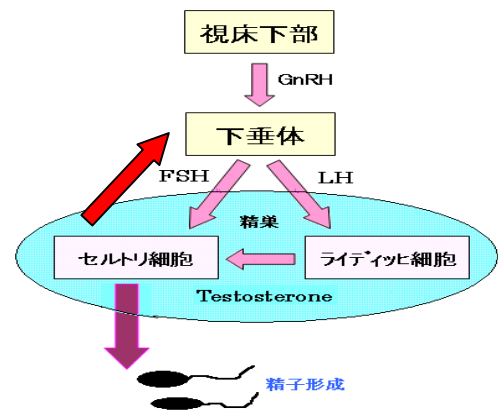 視床下部
GnRH
下垂体
FSH
LH
精巣
セルトリ細胞
ライディッヒ細胞
Testosterone
精子形成